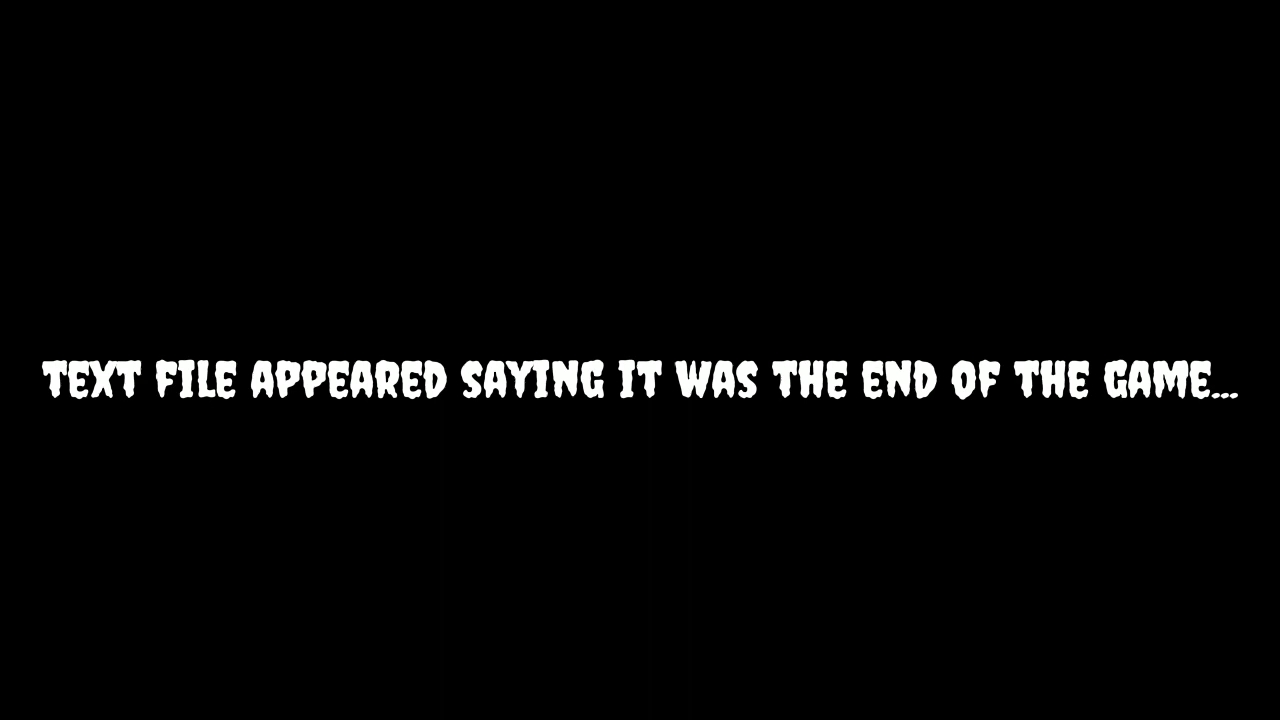 TEXT FILE APPEARED SAYING IT WAS THE END OF THE GAME...